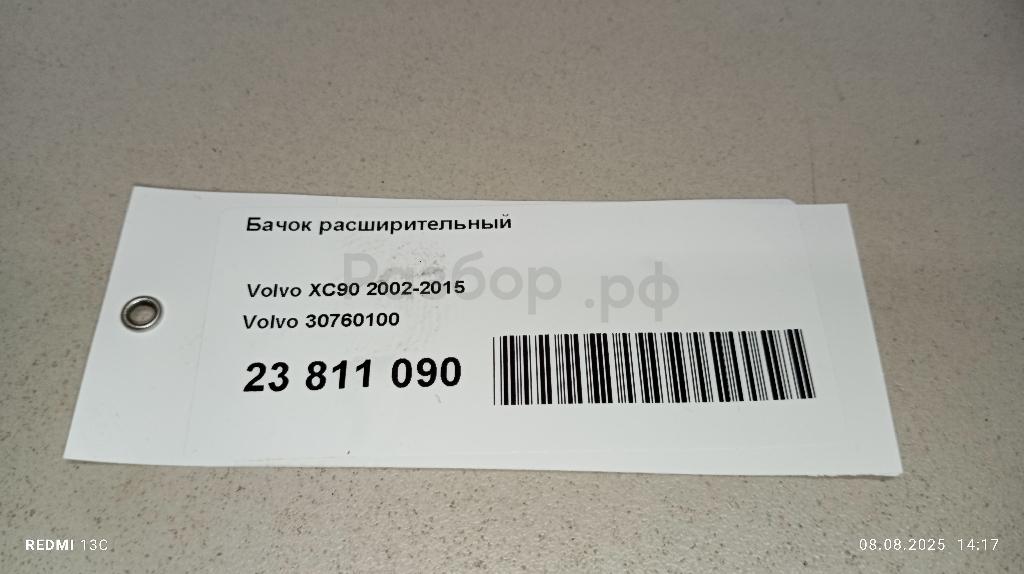 Бачок расширительный
Разбор.рф
Volvo XC90 2002-2015
Volvo 30760100
23 811 090
REDMI 13C
08.08.2025 14:17